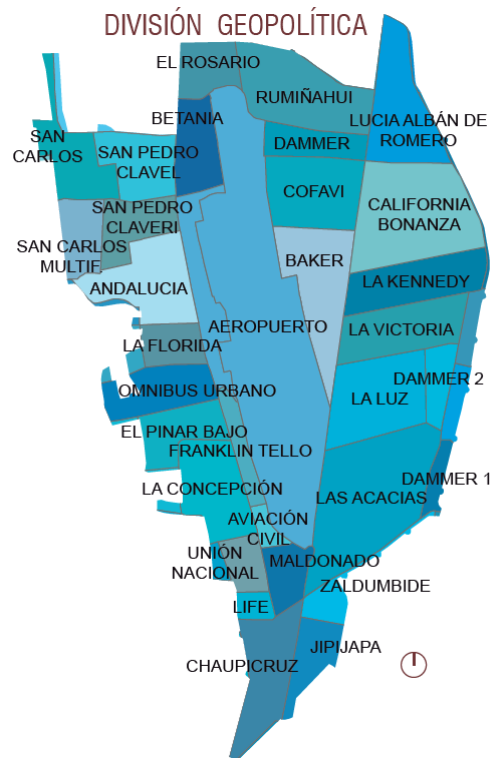 DIVISIÓN GEOPOLÍTICA
EL ROSARIO
RUMIÑAHUI
BETANIA
LUCIA ALBÁN DE
ROMERO
SAN
CARLOS
SAN PEDRO
CLAVEL
DAMMER
COFAVI
SAN PEDRO
CLAVERI
CALIFORNIA
BONANZA
SAN CARLOS
MULTIF
BAKER
LA KENNEDY
ANDALUCIA
AEROPUERTO
LA VICTORIA
LA FLORIDA
DAMMER 2
OMNIBUS URBANO
LA LUZ
EL PINAR BAJO
FRANKLIN TELLO
DAMMER 1
LA CONCEPCIÓN
LAS ACACIAS
AVIACIÓN
CIVIL
UNIÓN
NACIONAL
MALDONADO
ZALDUMBIDE
LIFE
JIPIJAPA
CHAUPICRUZ